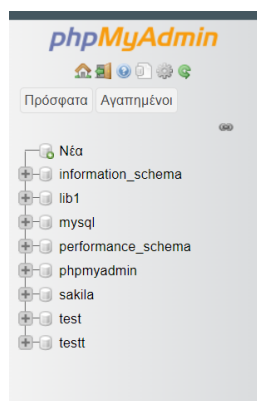 phpMyAdmin
Πρόσφατα Αγαπημένοι
Νέα
information_schema
lib1
mysql
performance_schema
phpmyadmin
sakila
test
testt